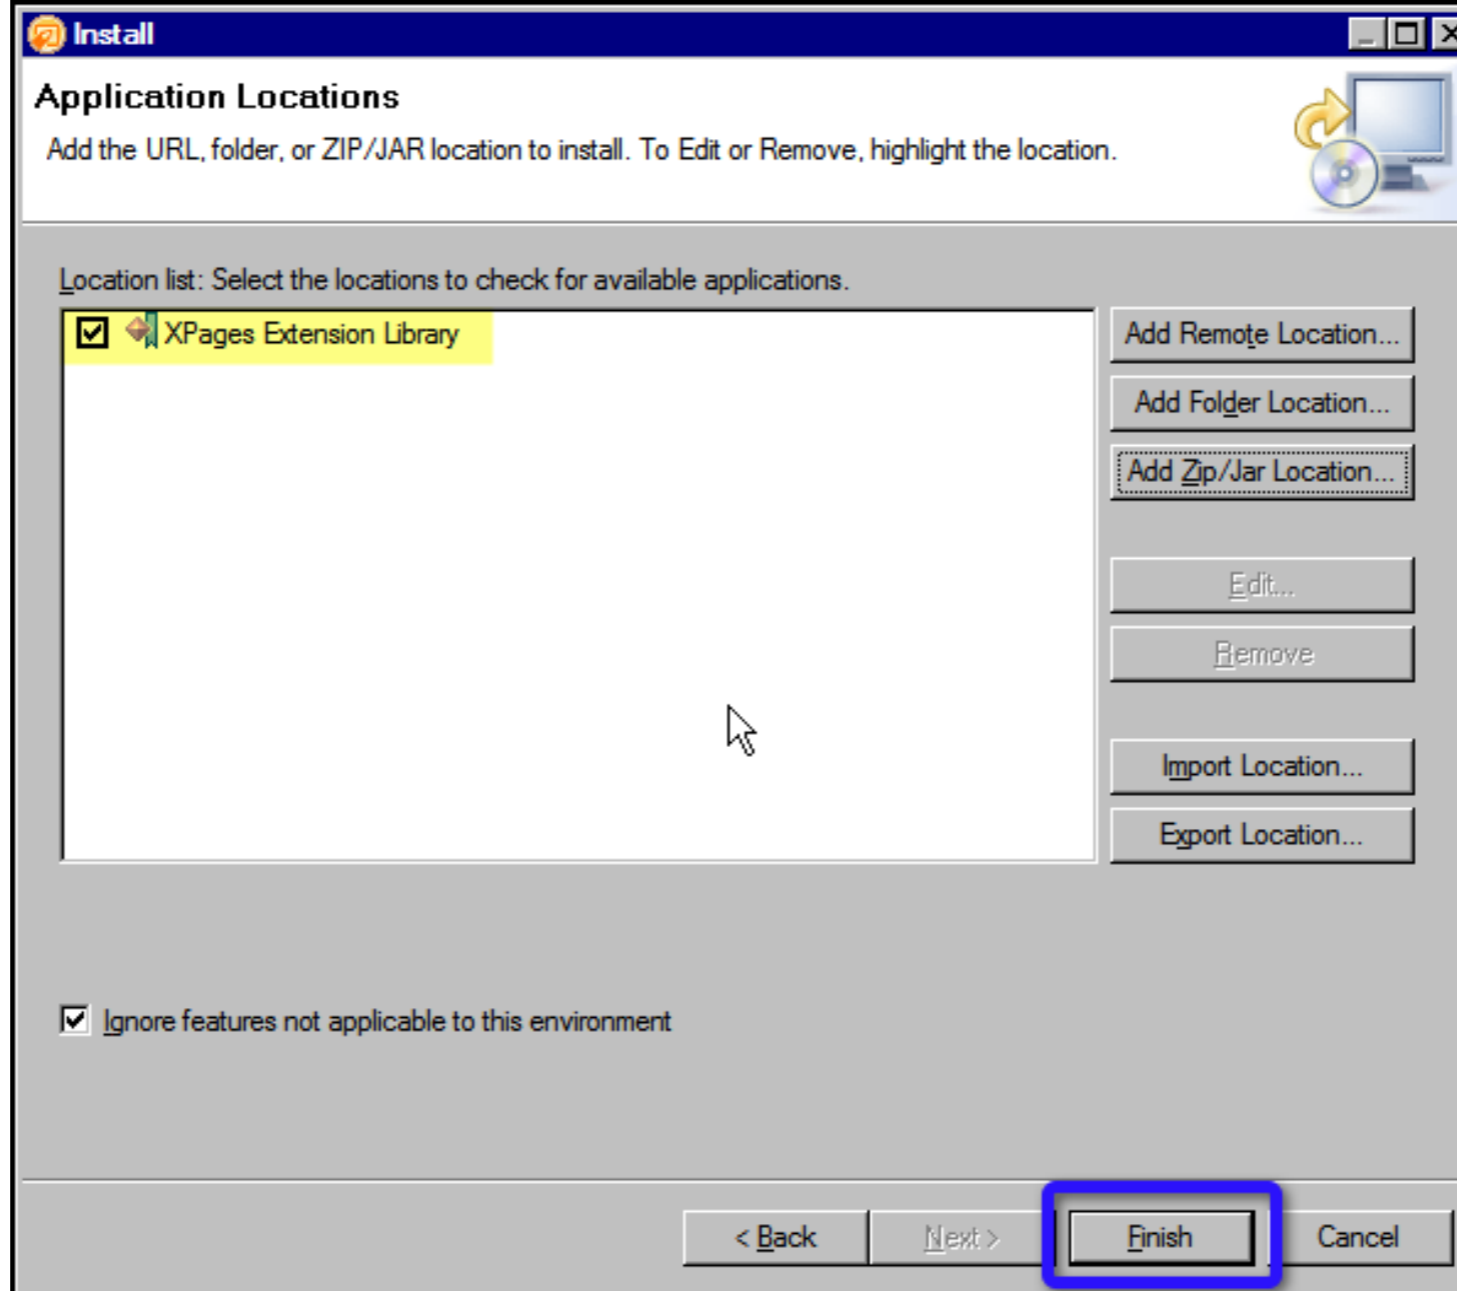 Install
Application Locations
Add the URL, folder, or ZIP/JAR location to install. To Edit or Remove, highlight the location.
Location list: Select the locations to check for available applications.
XPages Extension Library
Add Remote Location...
Add Folder Location...
Add Zip/Jar Location...
Edit...
Remove
Import Location...
Export Location...
Ignore features not applicable to this environment
< Back Next > Finish Cancel